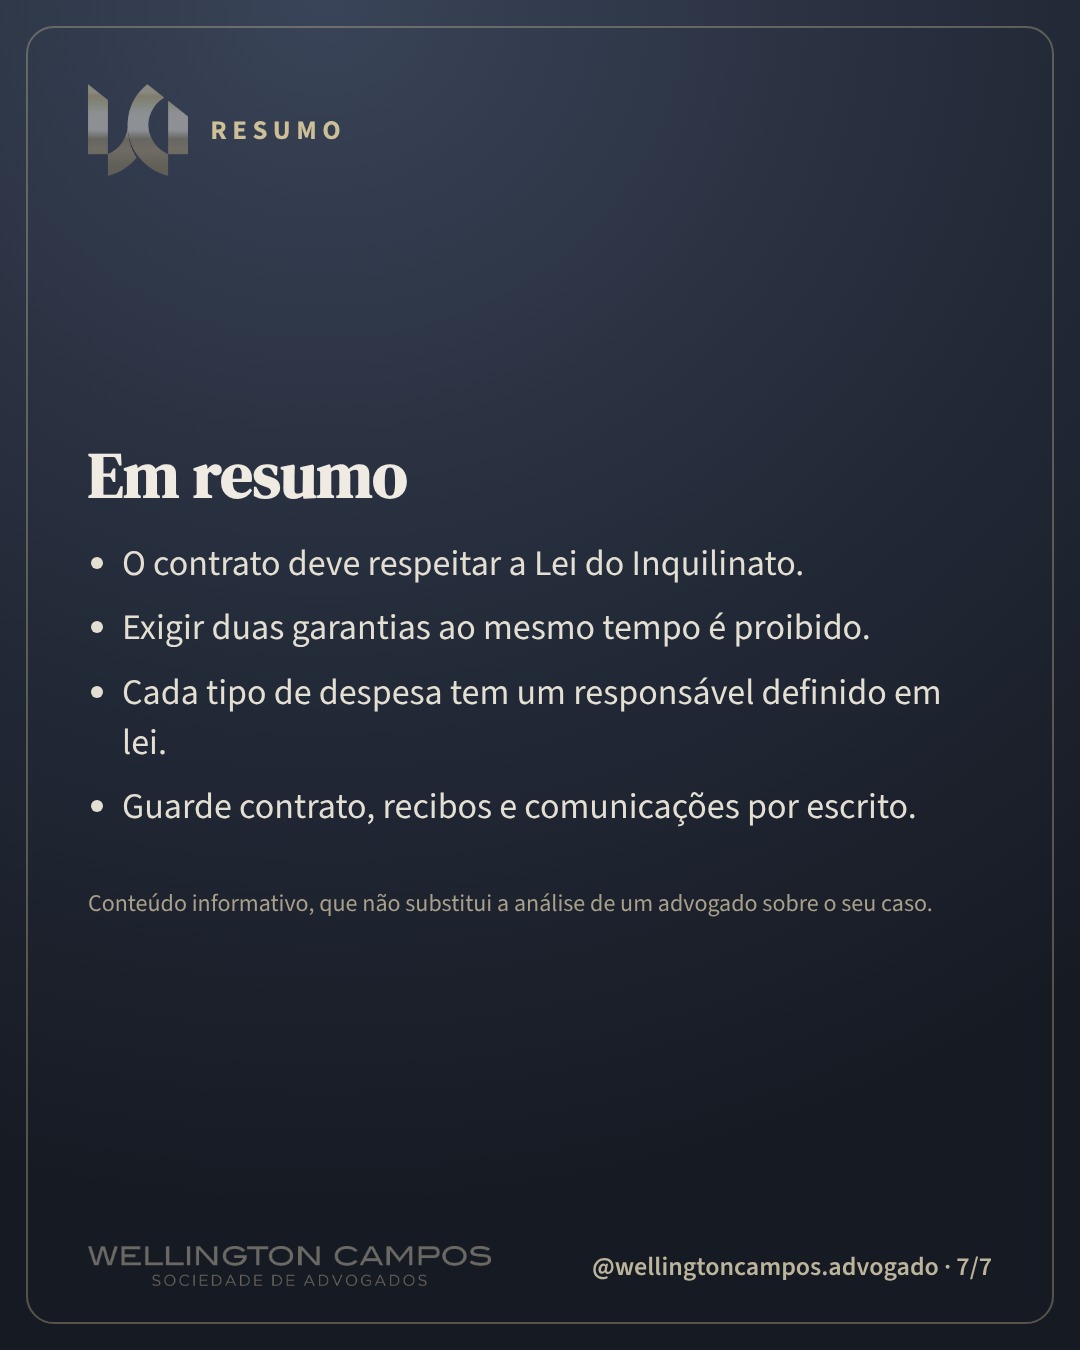 RESUMO
Em resumo
• O contrato deve respeitar a Lei do Inquilinato.
• Exigir duas garantias ao mesmo tempo é proibido.
• Cada tipo de despesa tem um responsável definido em
lei.
• Guarde contrato, recibos e comunicações por escrito.
Conteúdo informativo, que não substitui a análise de um advogado sobre o seu caso.
WELLINGTON CAMPOS
SOCIEDADE DE ADVOGADOS
@wellingtoncampos.advogado · 7/7